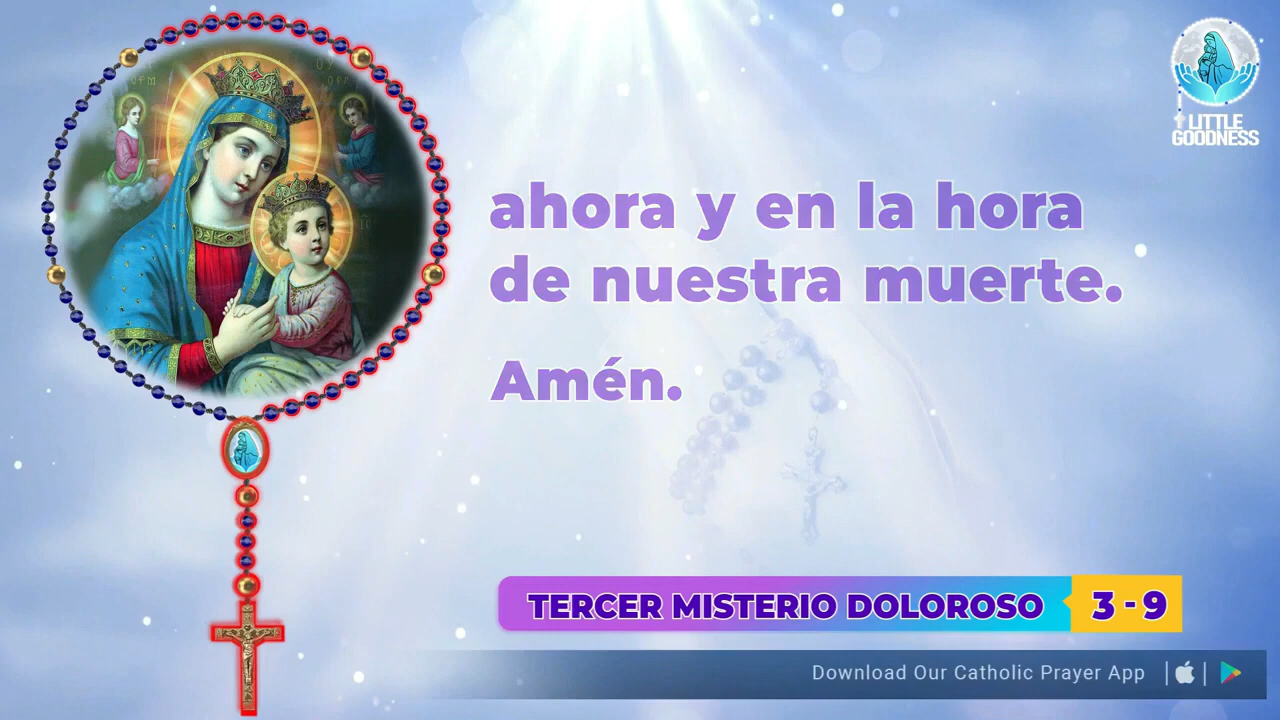 LITTLE
GOODNESS
ahora y en la hora
de nuestra muerte.
Amén.
TERCER MISTERIO DOLOROSO 3 - 9
Download Our Catholic Prayer App